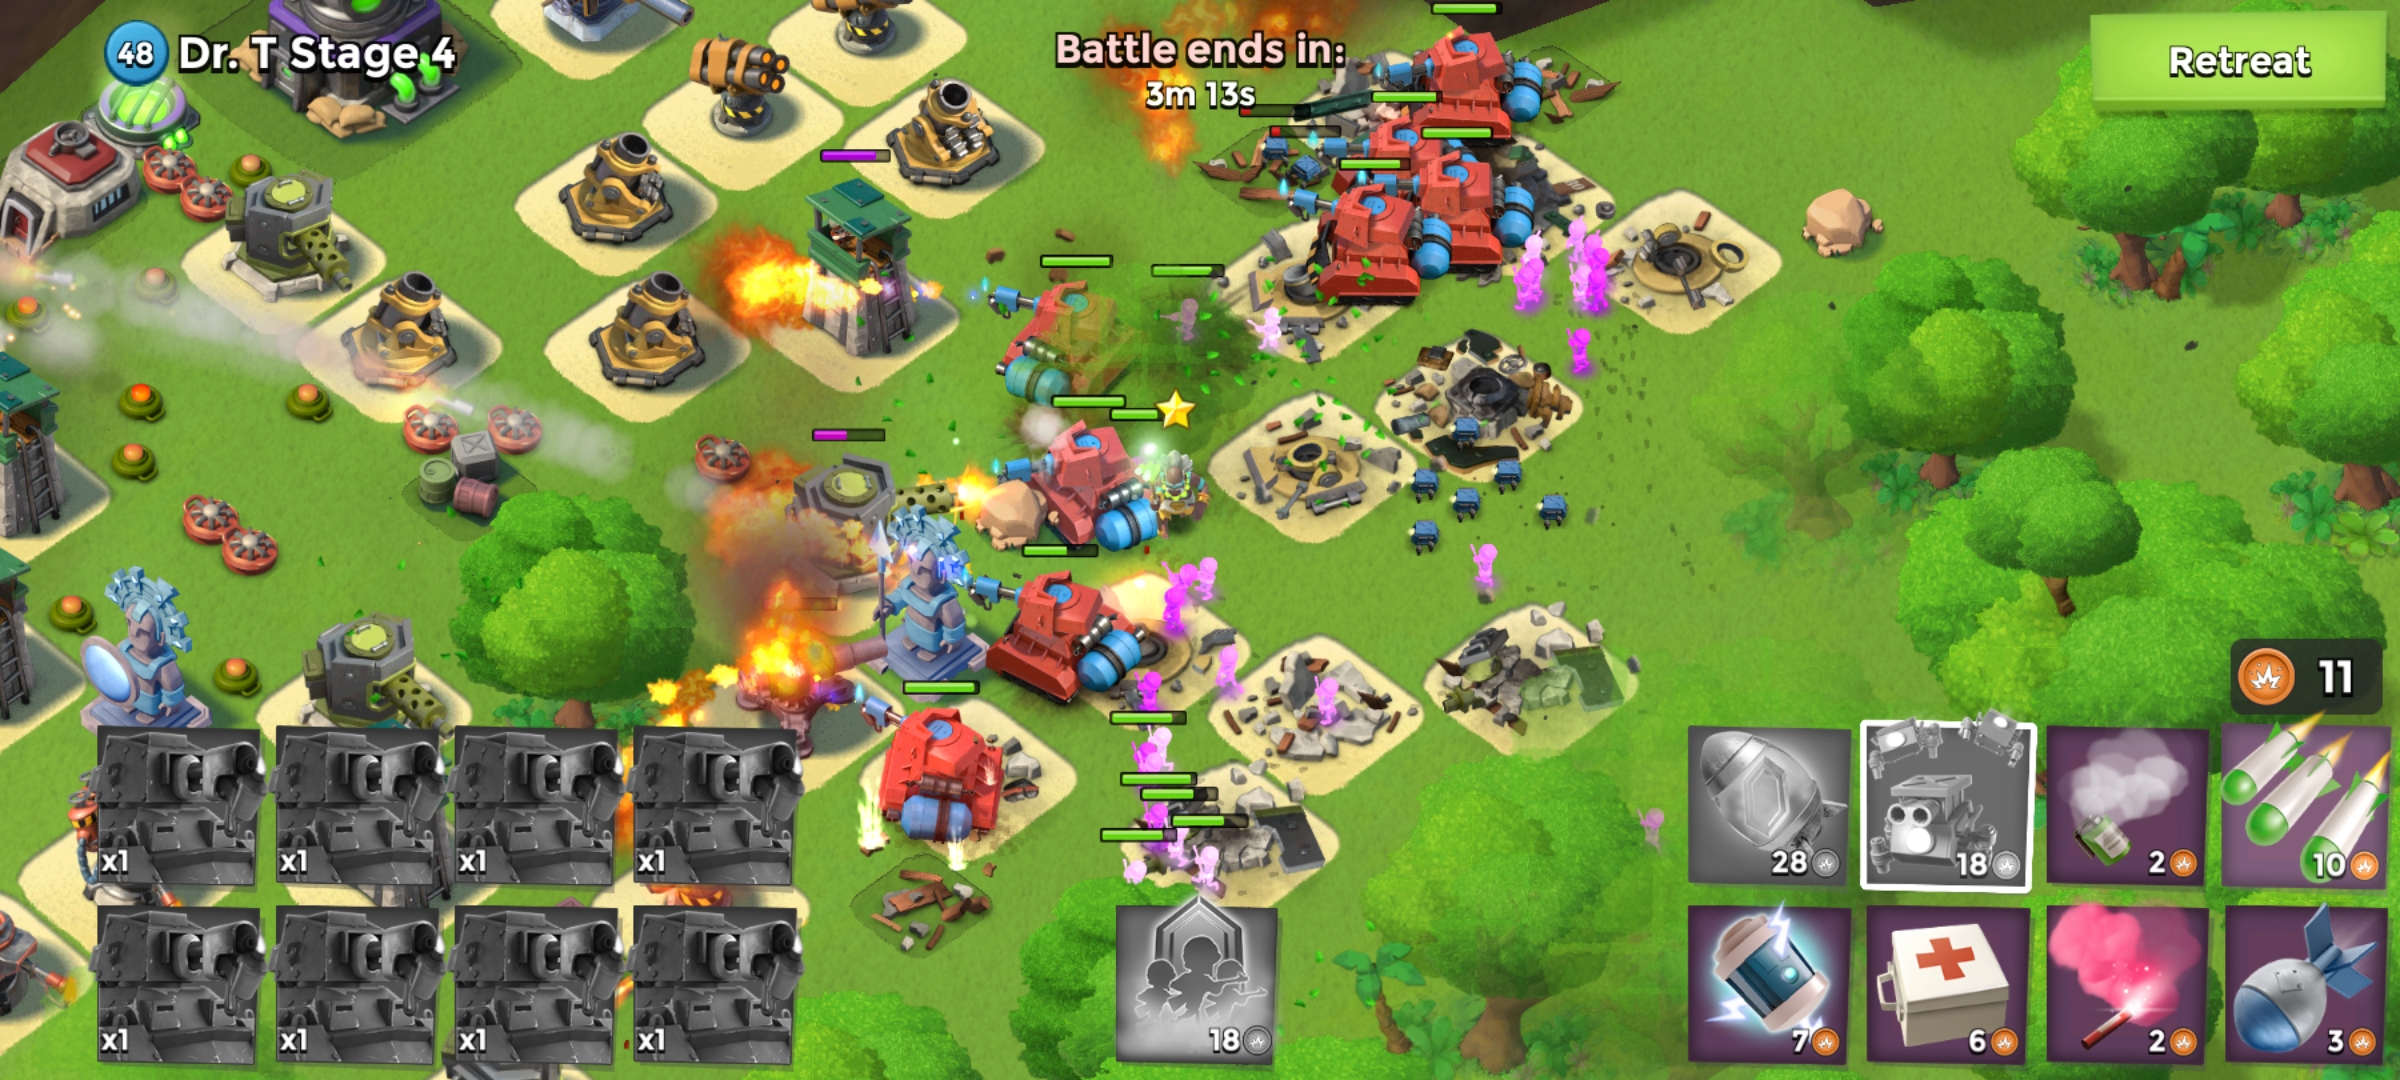 48 Dr. T Stage 4
Battle ends in:
3m 13s
Retreat
11
x1 x1 x1 x1
28 18 2 10
x1 x1 x1 x1
18
7 6 2 3